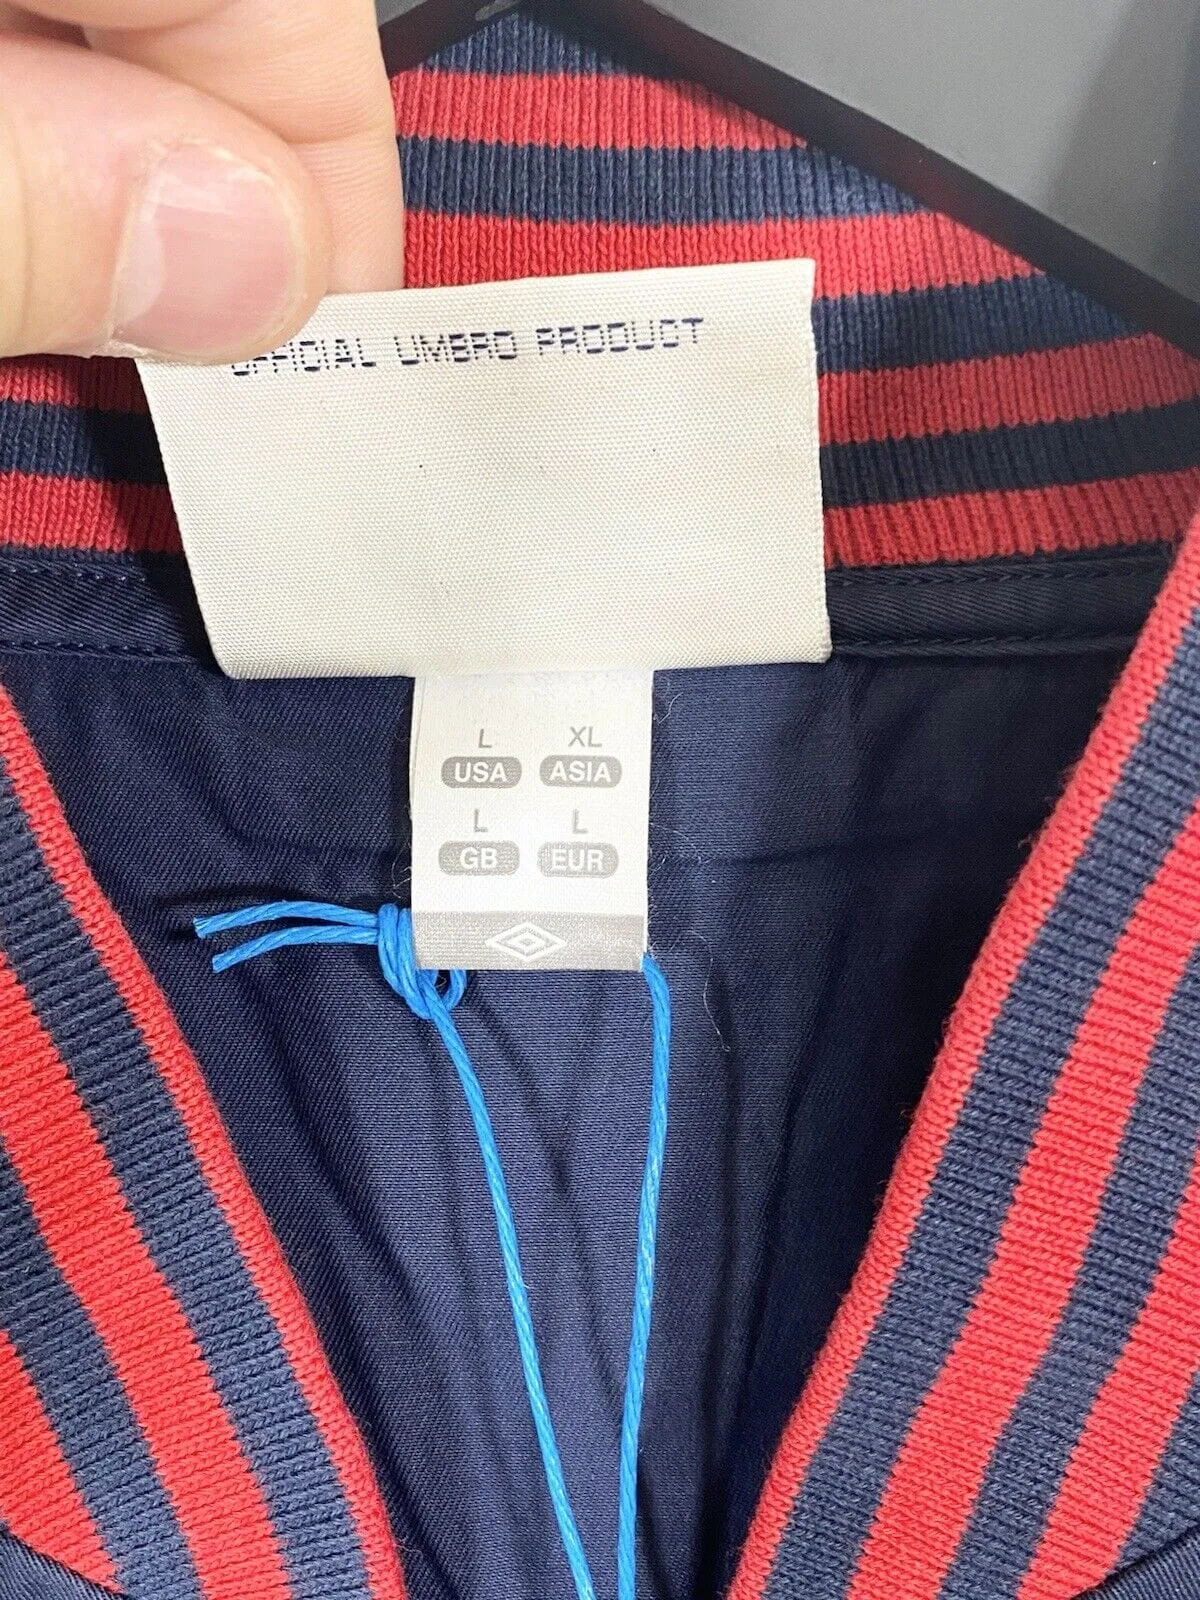 OFFICIAL UMBRO PRODUCT
L XL
USA ASIA
L L
GB EUR